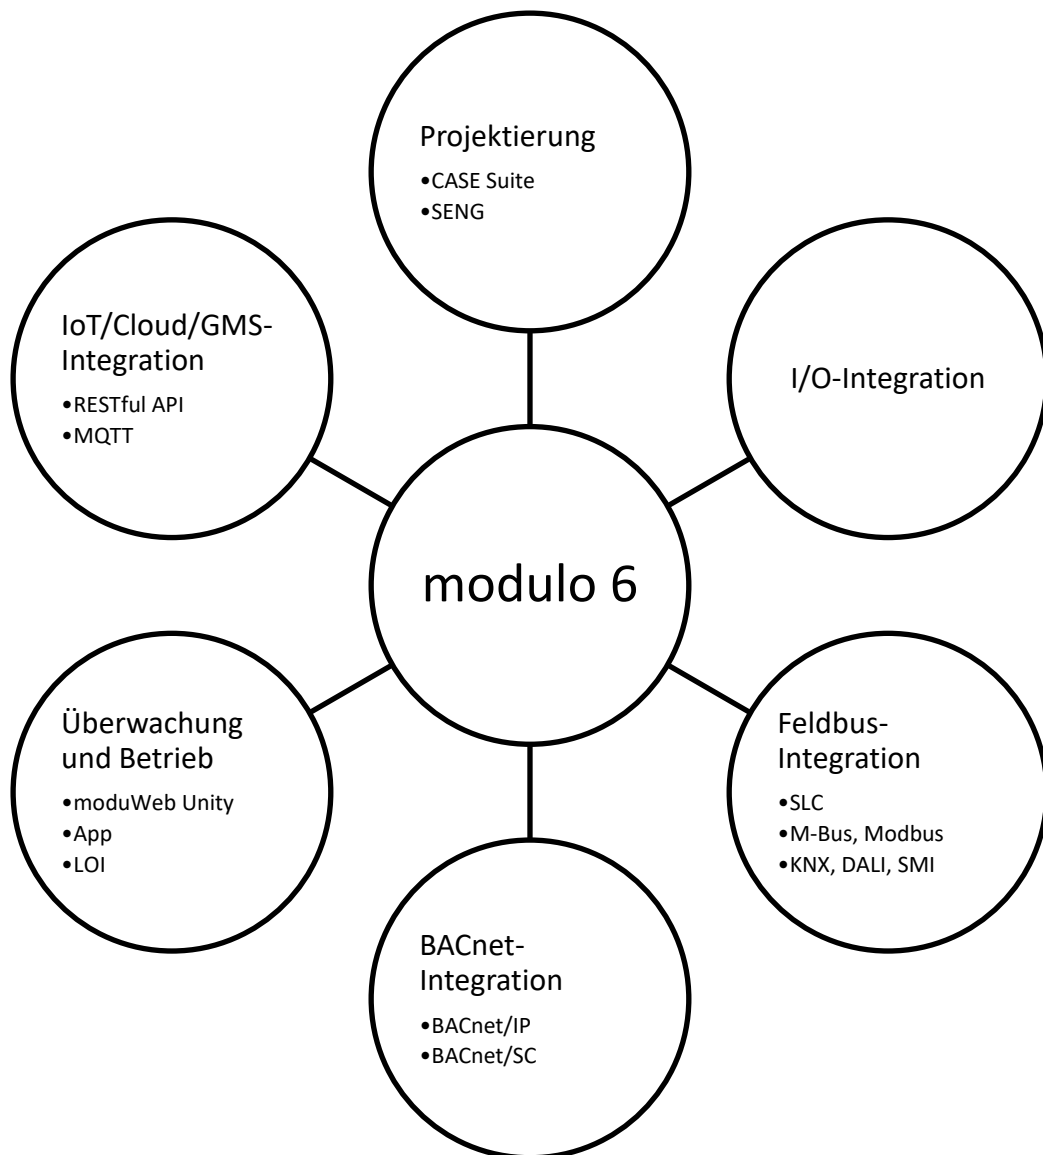 Projektierung
•CASE Suite
•SENG
IoT/Cloud/GMS-
Integration
•RESTful API
•MQTT
I/O-Integration
modulo 6
Überwachung
und Betrieb
•moduWeb Unity
•App
•LOI
Feldbus-
Integration
•SLC
•M-Bus, Modbus
•KNX, DALI, SMI
BACnet-
Integration
•BACnet/IP
•BACnet/SC